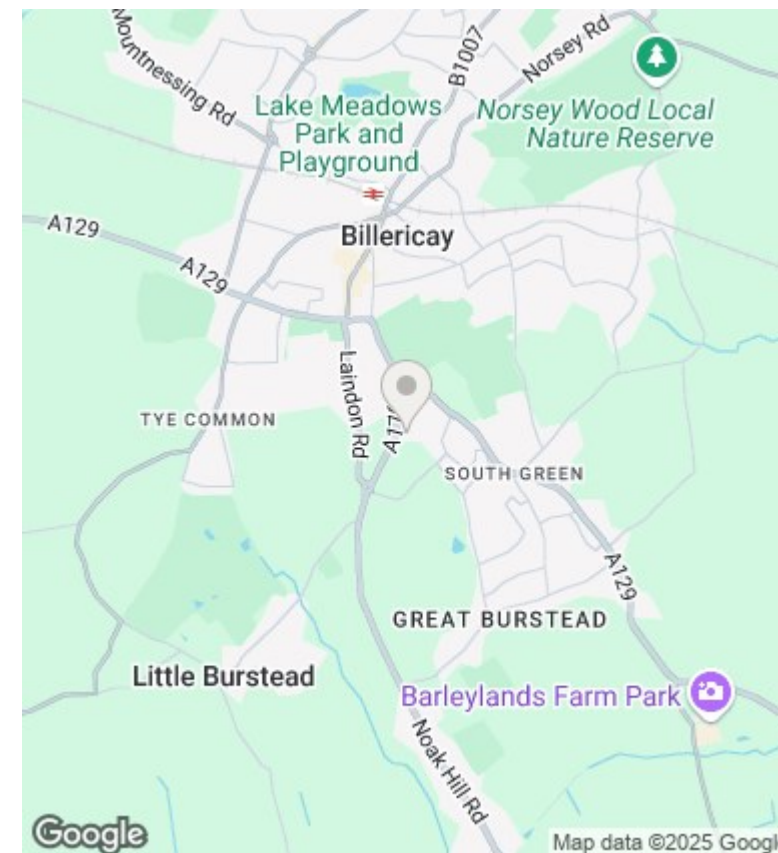 Mountnessing Rd
B1007
Norsey Rd
Lake Meadows
Park and
Playground
Norsey Wood Local
Nature Reserve
A129
Billericay
A129
Laindon Rd
TYE COMMON
SOUTH GREEN
A129
GREAT BURSTEAD
Little Burstead
Barleylands Farm Park
Noak Hill Rd
Google
Map data ©2025 Googl